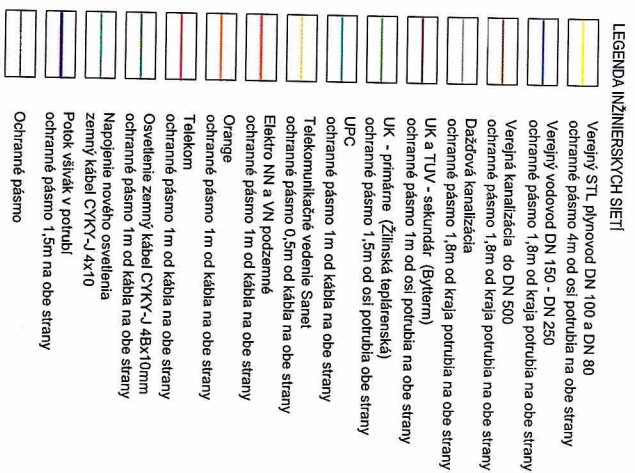 LEGENDA INŽINIERSKYCH SIETÍ
Verejný STL plynovod DN 100 a DN 80
ochranné pásmo 4m od osi potrubia na obe strany
Verejný vodovod DN 150 - DN 250
ochranné pásmo 1,8m od kraja potrubia na obe strany
Verejná kanalizácia do DN 500
ochranné pásmo 1,8m od kraja potrubia na obe strany
Dažďová kanalizácia
ochranné pásmo 1,8m od kraja potrubia na obe strany
UK a TUV - sekundár (Bytterm)
ochranné pásmo 1m od osi potrubia na obe strany
UK - primárne (Žilinská teplárenská)
ochranné pásmo 1,5m od osi potrubia obe strany
UPC
ochranné pásmo 1m od kábla na obe strany
Telekomunikačné vedenie Sanet
ochranné pásmo 0,5m od kábla na obe strany
Elektro NN a VN podzemné
ochranné pásmo 1m od kábla na obe strany
Orange
ochranné pásmo 1m od kábla na obe strany
Telekom
ochranné pásmo 1m od kábla na obe strany
Osvetlenie zemný kábel CYKY-J 4Bx10mm
ochranné pásmo 1m od kábla na obe strany
Napojenie nového osvetlenia
zemný kábel CYKY-J 4x10
Potok všivák v potrubí
ochranné pásmo 1,5m na obe strany
Ochranné pásmo